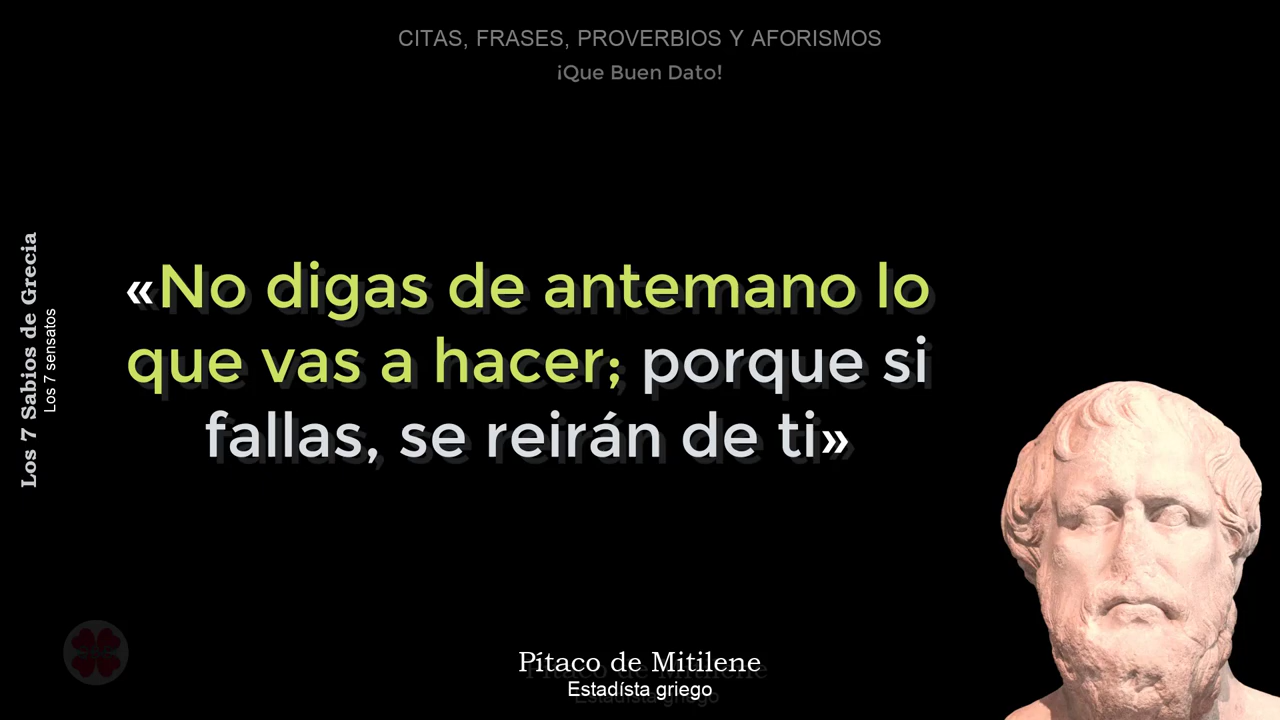 CITAS, FRASES, PROVERBIOS Y AFORISMOS
¡Que Buen Dato!
Los 7 Sabios de Grecia
Los 7 sensatos
«No digas de antemano lo
que vas a hacer; porque si
fallas, se reirán de ti»
Pítaco de Mitilene
Estadísta griego